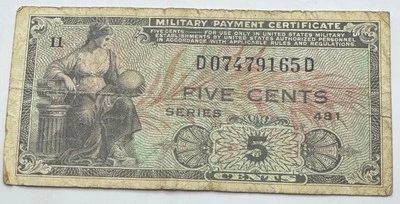 MILITARY PAYMENT CERTIFICATE
FIVE CENTS — FOR USE ONLY IN UNITED STATES MILITARY
ESTABLISHMENTS BY UNITED STATES AUTHORIZED PERSONNEL
IN ACCORDANCE WITH APPLICABLE RULES AND REGULATIONS.
11
D07479165D
FIVE CENTS
SERIES 481
5
CENTS